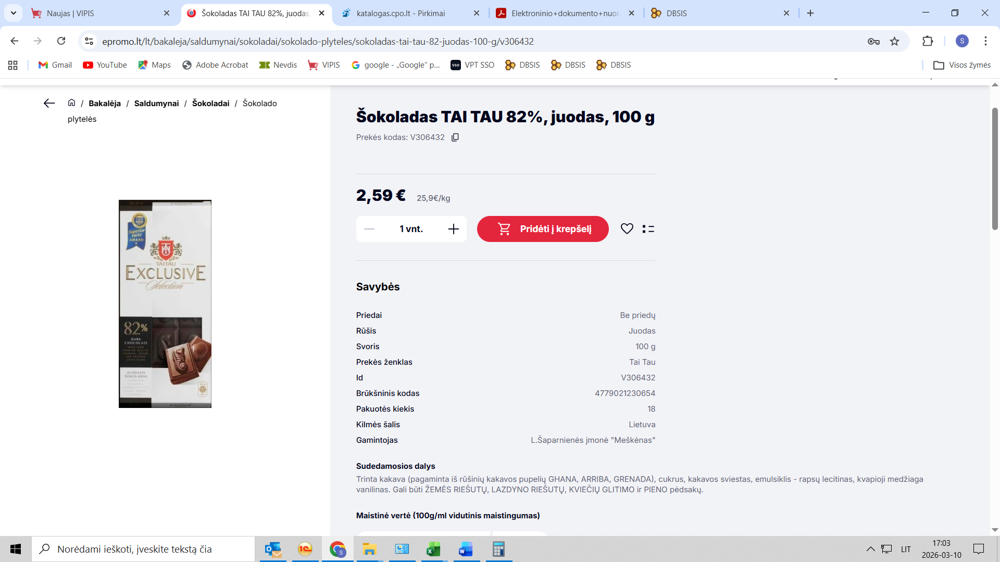 Naujas | VIPIS
Šokoladas TAI TAU 82%, juodas,
katalogas.cpo.lt - Pirkimai
Elektroninio+dokumento+nuor
DBSIS
epromo.lt/lt/bakaleja/saldumynai/sokoladai/sokolado-plyteles/sokoladas-tai-tau-82-juodas-100-g/v306432
S
Gmail
YouTube
Maps
Adobe Acrobat
Nevdis
VIPIS
google - „Google“ p...
sso
VPT SSO
DBSIS
DBSIS
DBSIS
Visos žymės
/ Bakalėja / Saldumynai / Šokoladai / Šokolado
plytelės
Superior
taste
AWARD
TAITAU
EXCLUSIVE
Selection
82%
DARK
CHOCOLATE
JUODASIS
ŠOKOLADAS
Šokoladas TAI TAU 82%, juodas, 100 g
Prekės kodas: V306432
2,59 € 25,9€/kg
1 vnt.
Pridėti į krepšelį
Savybės
Priedai Be priedų
Rūšis Juodas
Svoris 100 g
Prekės ženklas Tai Tau
Id V306432
Brūkšninis kodas 4779021230654
Pakuotės kiekis 18
Kilmės šalis Lietuva
Gamintojas L.Šaparnienės įmonė "Meškėnas"
Sudedamosios dalys
Trinta kakava (pagaminta iš rūšinių kakavos pupelių GHANA, ARRIBA, GRENADA), cukrus, kakavos sviestas, emulsiklis - rapsų lecitinas, kvapioji medžiaga
vanilinas. Gali būti ŽEMĖS RIEŠUTŲ, LAZDYNO RIEŠUTŲ, KVIEČIŲ GLITIMO ir PIENO pėdsakų.
Maistinė vertė (100g/ml vidutinis maistingumas)
Norėdami ieškoti, įveskite tekstą čia
LIT
17:03
2026-03-10